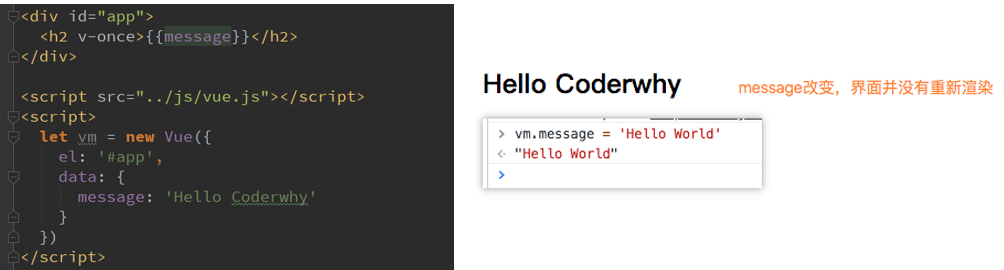 <div id="app">
  <h2 v-once>{{message}}</h2>
</div>
<script src="../js/vue.js"></script>
<script>
  let vm = new Vue({
    el: '#app',
    data: {
      message: 'Hello Coderwhy'
    }
  })
</script>
Hello Coderwhy
message改变，界面并没有重新渲染
> vm.message = 'Hello World'
<· "Hello World"
>